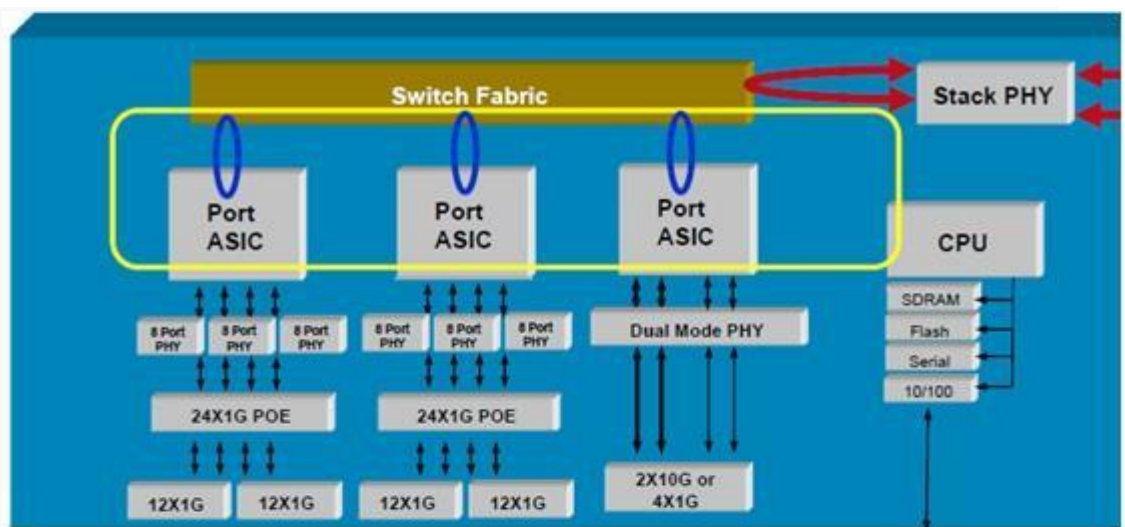 Switch Fabric
Stack PHY
Port
ASIC
Port
ASIC
Port
ASIC
CPU
SDRAM
Flash
Serial
10/100
8 Port
PHY
8 Port
PHY
8 Port
PHY
8 Port
PHY
8 Port
PHY
8 Port
PHY
Dual Mode PHY
24X1G POE
24X1G POE
12X1G
12X1G
12X1G
12X1G
2X10G or
4X1G